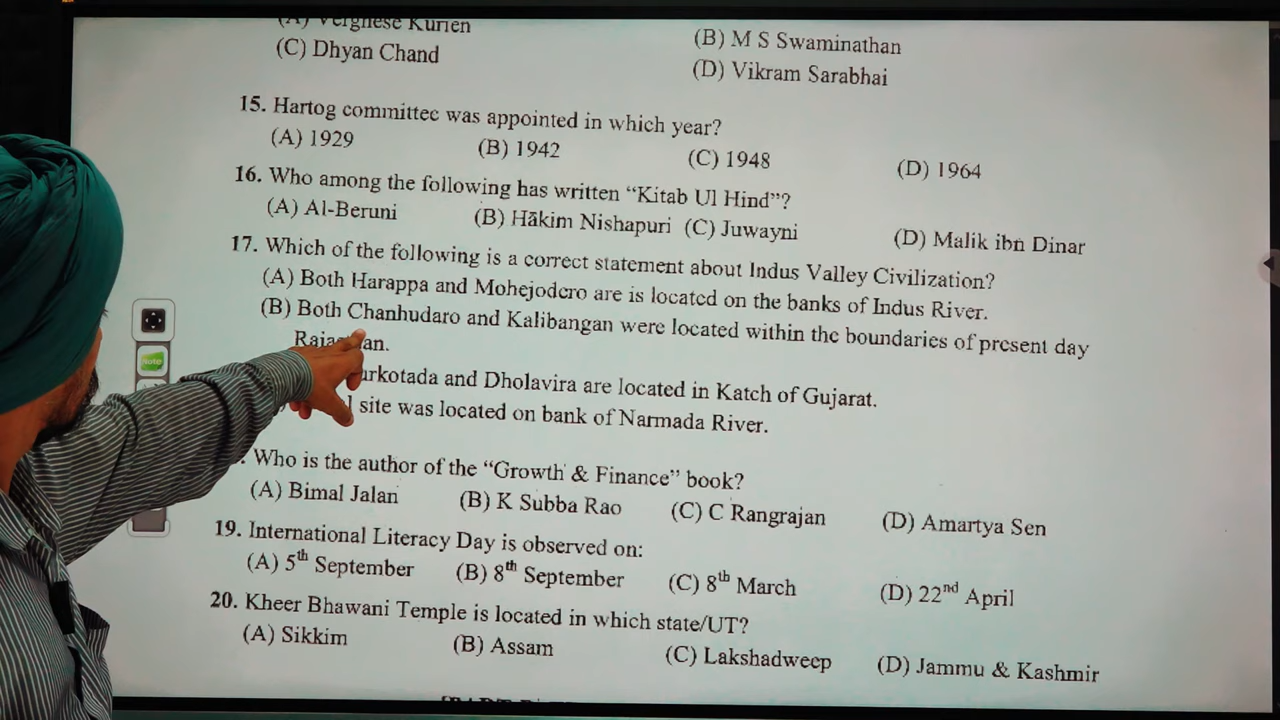 (A) Verghese Kurien (B) M S Swaminathan
(C) Dhyan Chand (D) Vikram Sarabhai
15. Hartog committee was appointed in which year?
(A) 1929 (B) 1942 (C) 1948 (D) 1964
16. Who among the following has written “Kitab Ul Hind”?
(A) Al-Beruni (B) Hākim Nishapuri (C) Juwayni (D) Malik ibn Dinar
17. Which of the following is a correct statement about Indus Valley Civilization?
(A) Both Harappa and Mohejodero are is located on the banks of Indus River.
(B) Both Chanhudaro and Kalibangan were located within the boundaries of present day
and Dholavira are located in Katch of Gujarat.
site was located on bank of Narmada River.
Who is the author of the “Growth & Finance” book?
(A) Bimal Jalan (B) K Subba Rao (C) C Rangrajan (D) Amartya Sen
19. International Literacy Day is observed on:
(A) 5th September (B) 8th September (C) 8th March (D) 22nd April
20. Kheer Bhawani Temple is located in which state/UT?
(A) Sikkim (B) Assam (C) Lakshadweep (D) Jammu & Kashmir
Note